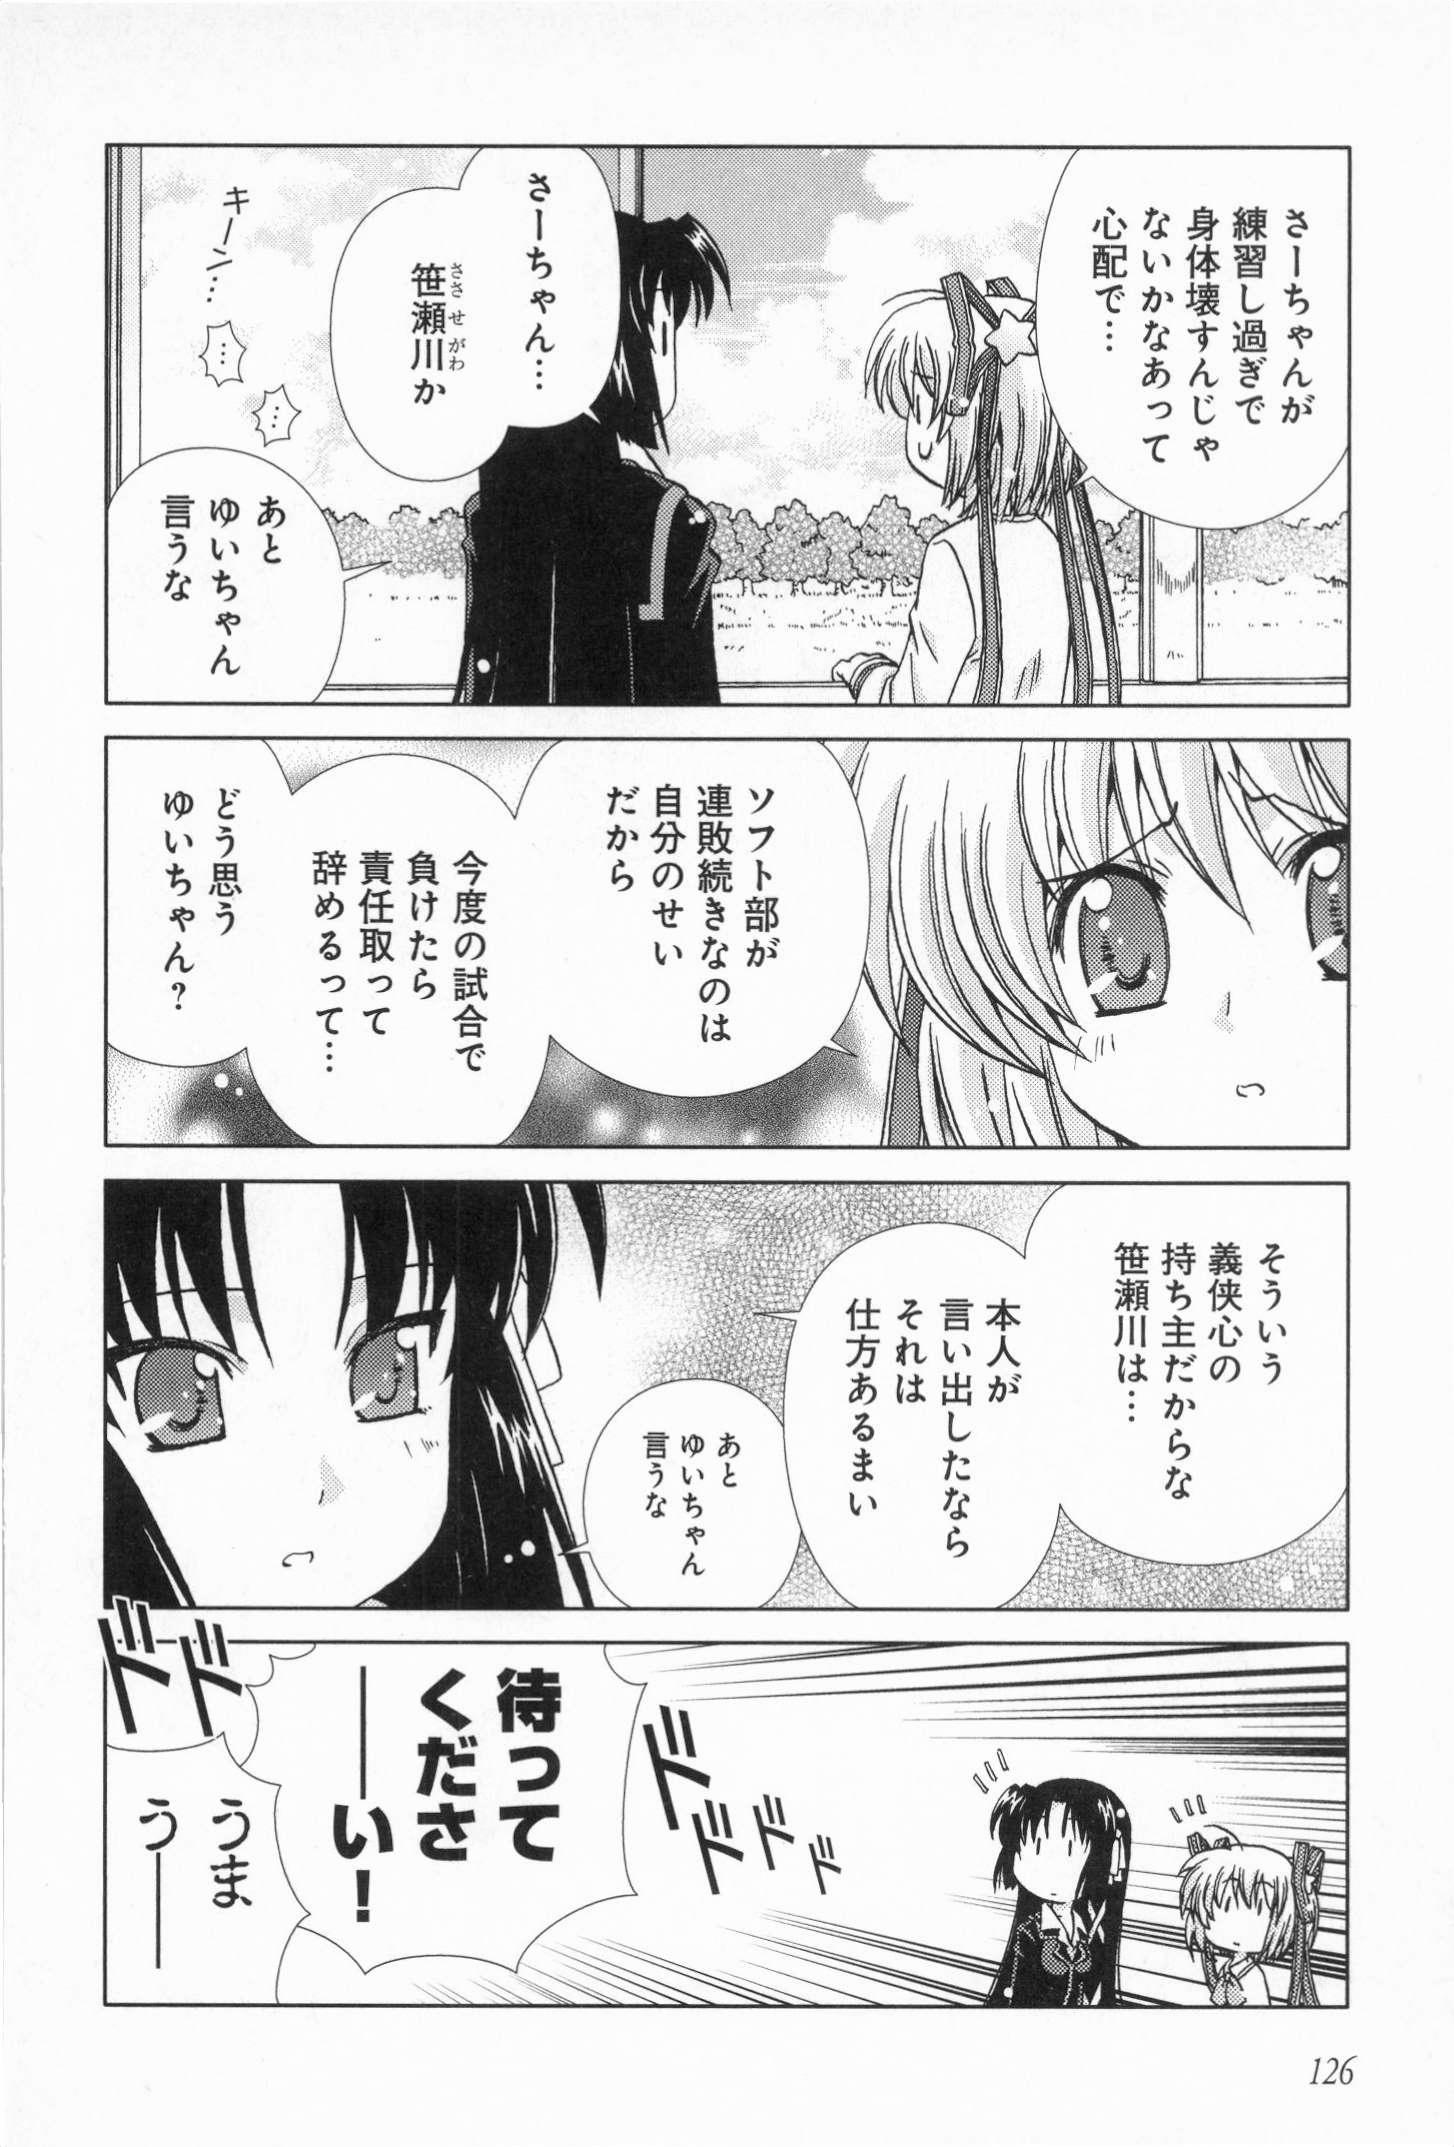 さーちゃんが
練習し過ぎで
身体壊すんじゃ
ないかなあって
心配で…
さーちゃん…
笹瀬川か
ささせがわ
キーン…
…
…
あと
ゆいちゃん
言うな
ソフト部が
連敗続きなのは
自分のせい
だから
今度の試合で
負けたら
責任取って
辞めるって…
どう思う
ゆいちゃん?
そういう
義侠心の
持ち主だからな
笹瀬川は…
本人が
言い出したなら
それは
仕方あるまい
あと
ゆいちゃん
言うな
ドドドド
待って
くださ
──い!
ドド
うま
う──
126